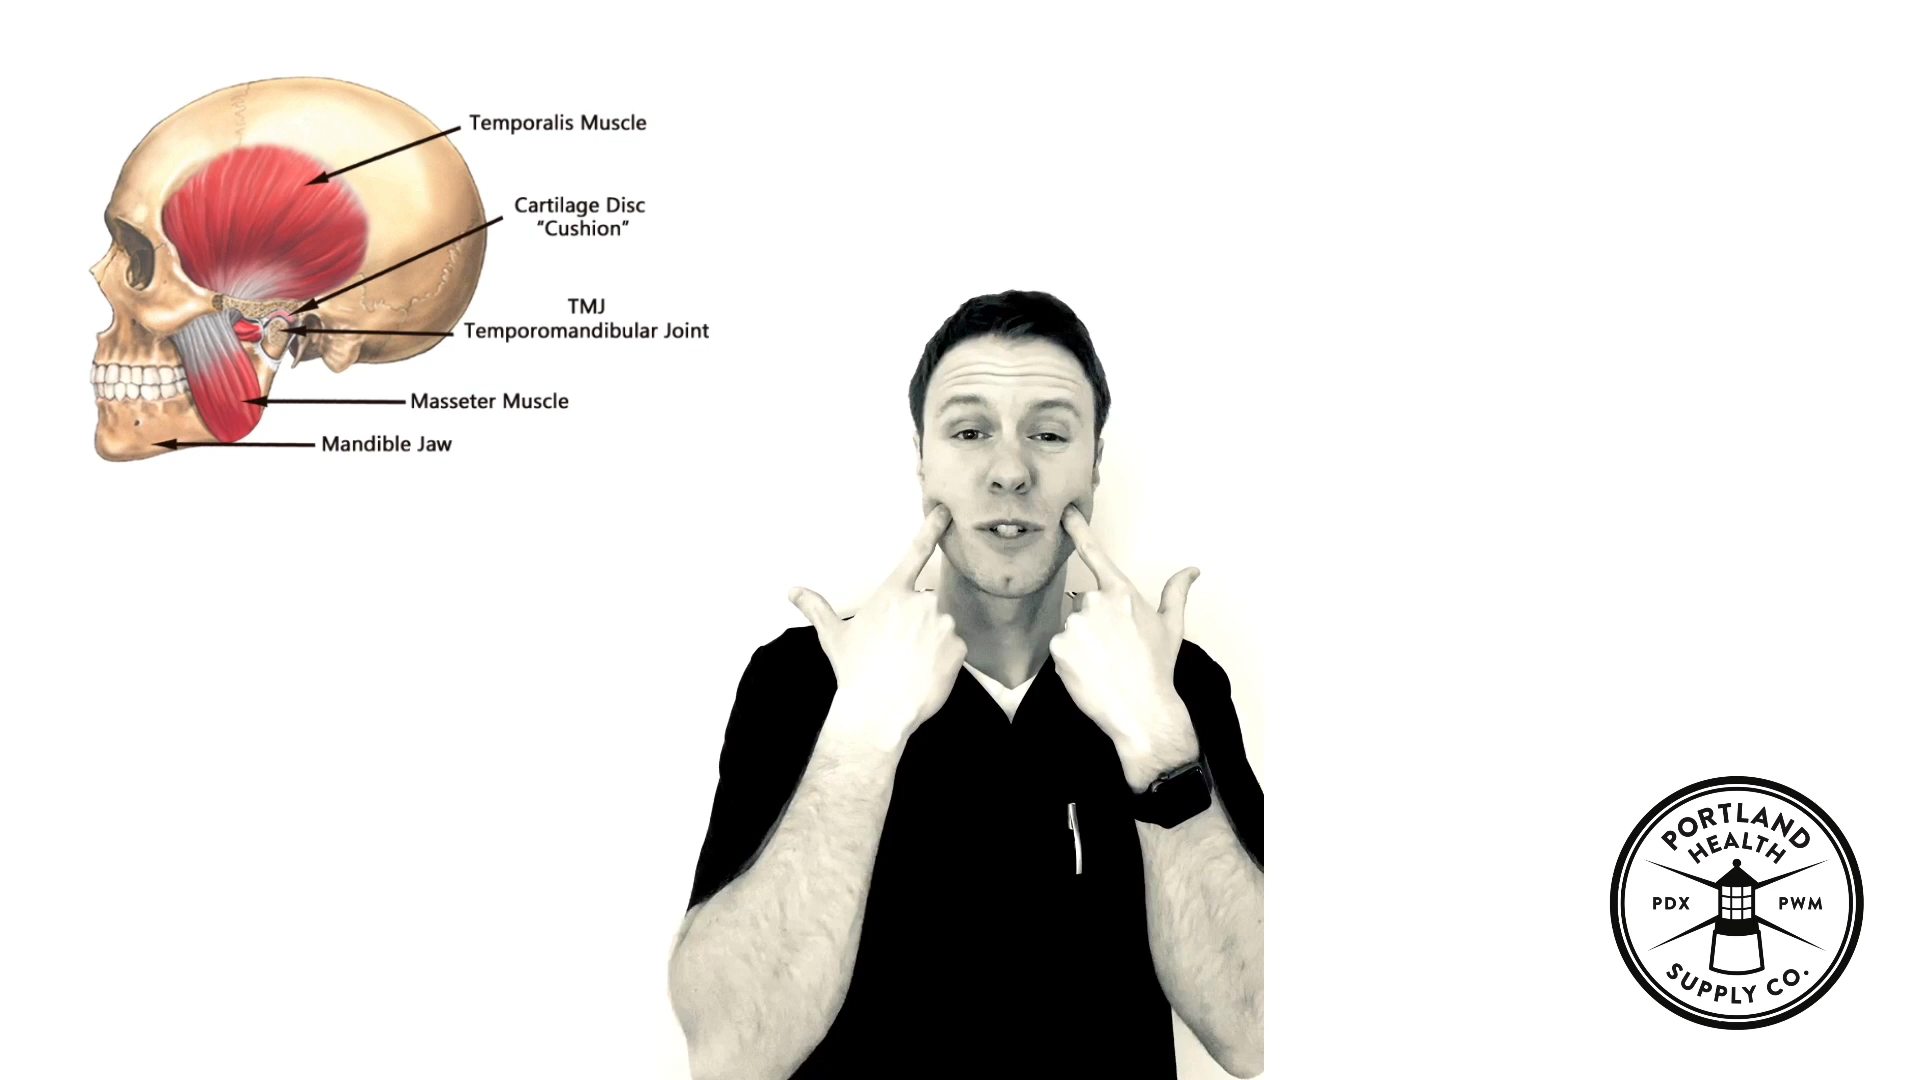 Temporalis Muscle
Cartilage Disc
“Cushion”
TMJ
Temporomandibular Joint
Masseter Muscle
Mandible Jaw
PORTLAND
HEALTH
PDX PWM
SUPPLY CO.